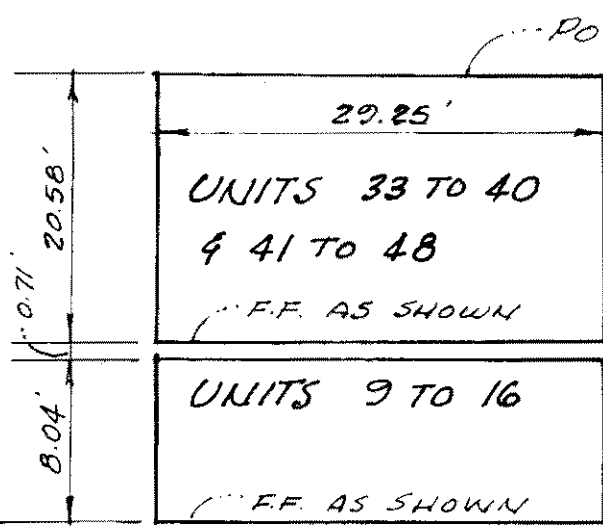 PO
29.25'
20.58'
UNITS 33 TO 40
& 41 TO 48
0.71'
F.F. AS SHOWN
UNITS 9 TO 16
8.04'
F.F. AS SHOWN